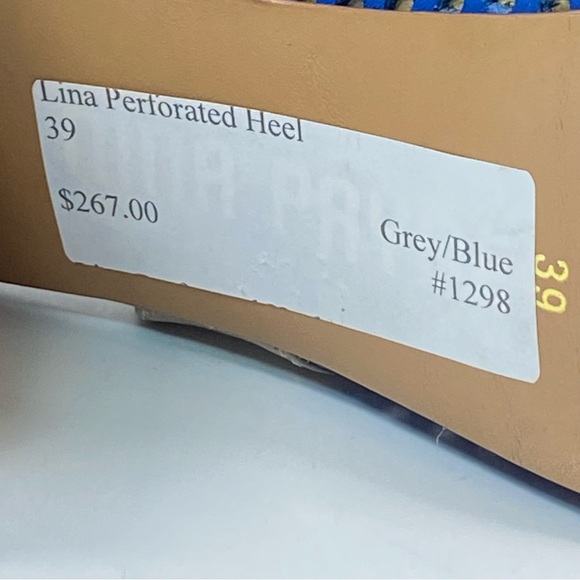 Lina Perforated Heel
39
$267.00
Grey/Blue
#1298
39